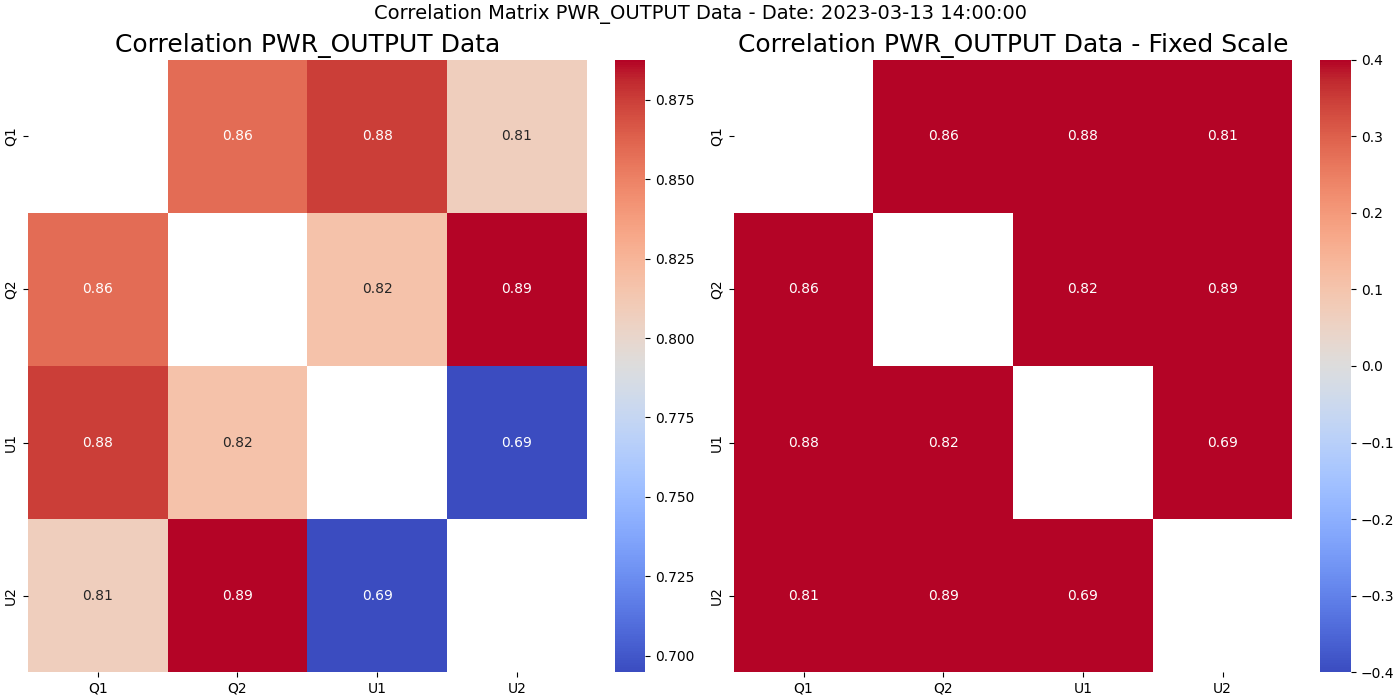 Correlation Matrix PWR_OUTPUT Data - Date: 2023-03-13 14:00:00
Correlation PWR_OUTPUT Data
Q1
0.86
0.88
0.81
Q2
0.86
0.82
0.89
U1
0.88
0.82
0.69
U2
0.81
0.89
0.69
Q1
Q2
U1
U2
0.875
0.850
0.825
0.800
0.775
0.750
0.725
0.700
Correlation PWR_OUTPUT Data - Fixed Scale
Q1
0.86
0.88
0.81
Q2
0.86
0.82
0.89
U1
0.88
0.82
0.69
U2
0.81
0.89
0.69
Q1
Q2
U1
U2
0.4
0.3
0.2
0.1
0.0
−0.1
−0.2
−0.3
−0.4